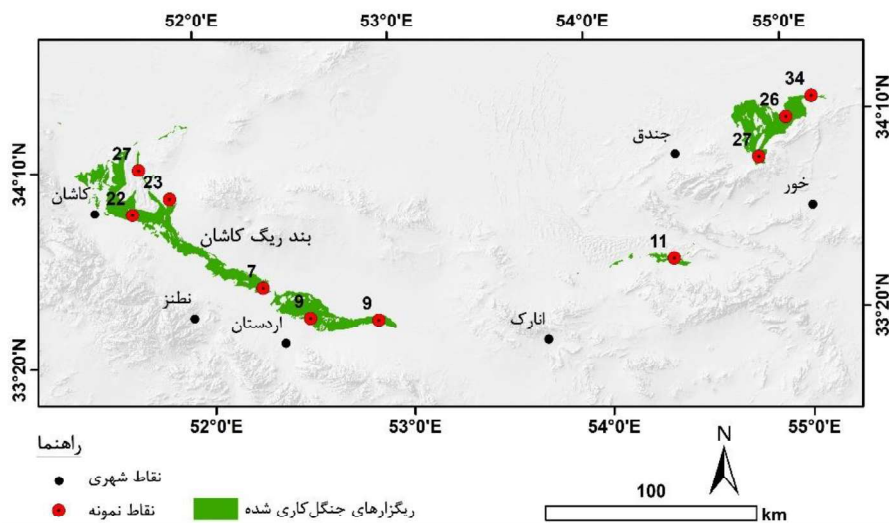 52°0'E 53°0'E 54°0'E 55°0'E
34
26
34°10'N
27
جندق
27
34°10'N
23
خور
کاشان
22
بند ریگ کاشان
11
7
نطنز
9
9
33°20'N
اردستان
انارک
33°20'N
52°0'E 53°0'E 54°0'E 55°0'E
راهنما
N
نقاط شهری
100
نقاط نمونه
ریگزارهای جنگل‌کاری شده
km